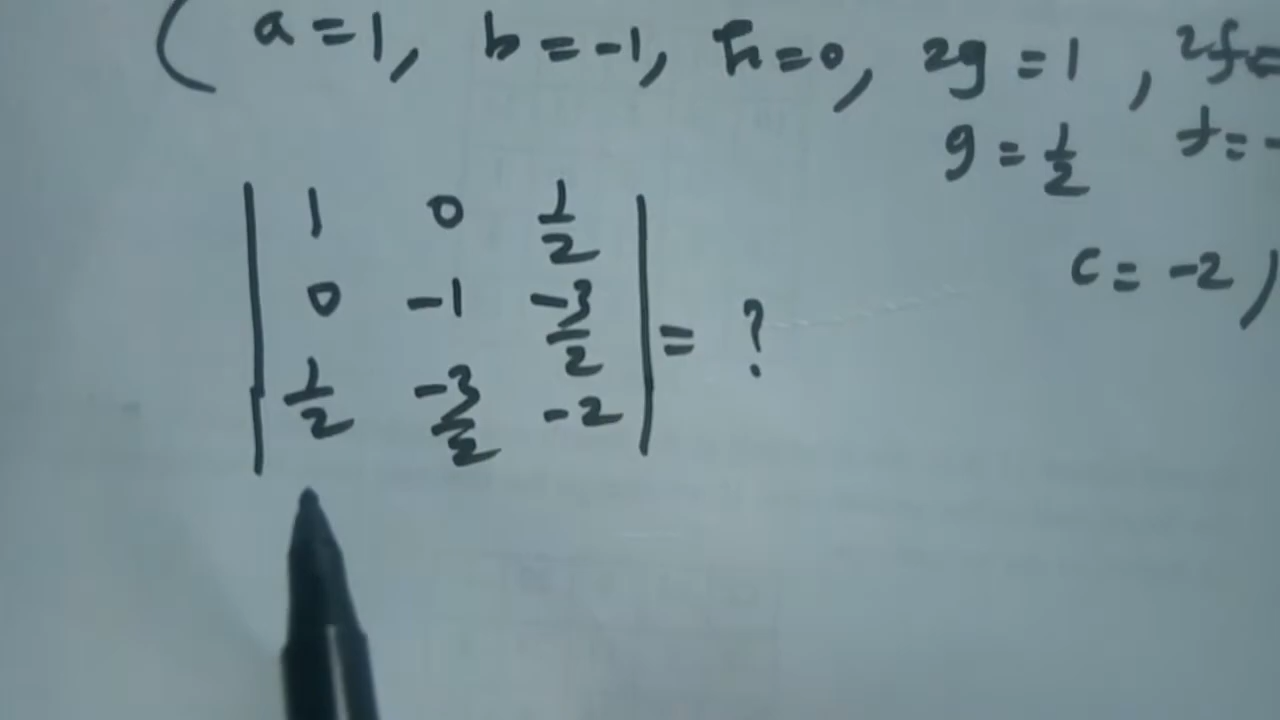 ( a = 1, b = -1, h = 0, 2g = 1, 2f =
g = 1/2 f = -
c = -2 )
| 1 0 1/2 |
| 0 -1 -3/2 | = ?
| 1/2 -3/2 -2 |